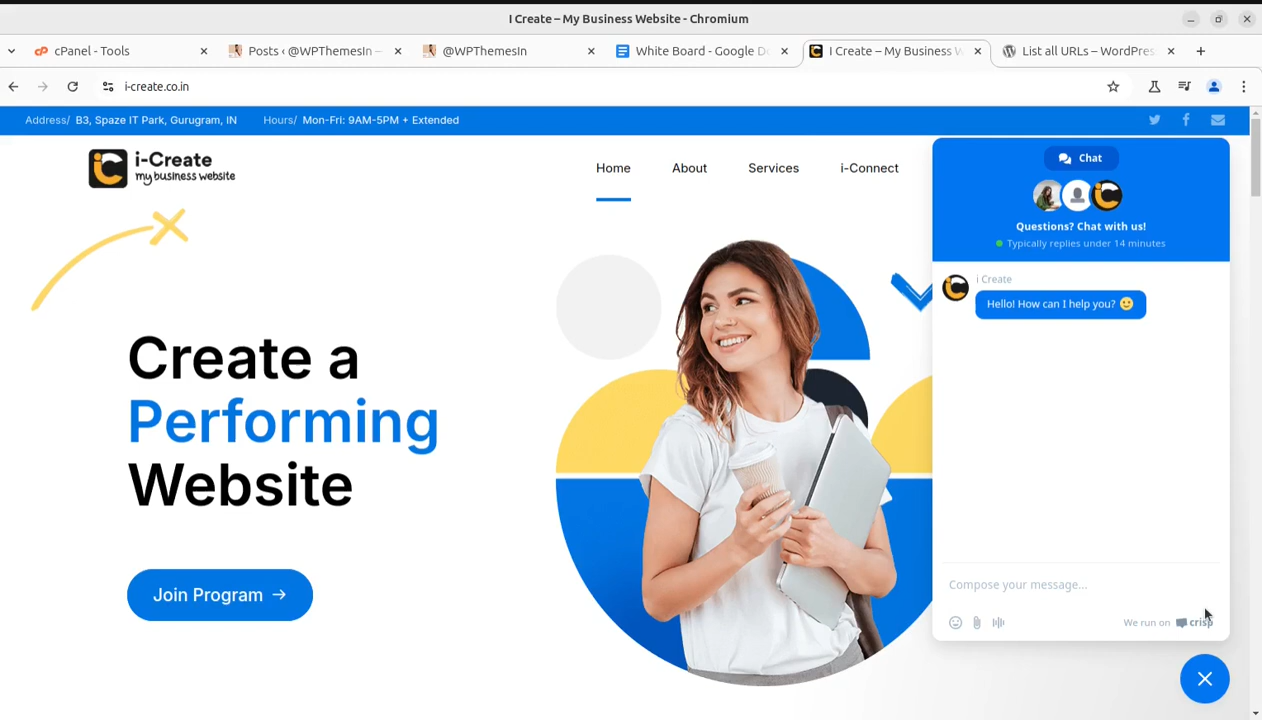 I Create – My Business Website - Chromium
cPanel - Tools
Posts ‹ @WPThemesIn –
@WPThemesIn
White Board - Google D
I Create – My Business W
List all URLs – WordPres
i-create.co.in
Address/ B3, Spaze IT Park, Gurugram, IN Hours/ Mon-Fri: 9AM-5PM + Extended
i-Create
my business website
Home About Services i-Connect
Chat
Questions? Chat with us!
Typically replies under 14 minutes
i Create
Hello! How can I help you?
Create a
Performing
Website
Join Program
Compose your message...
We run on crisp